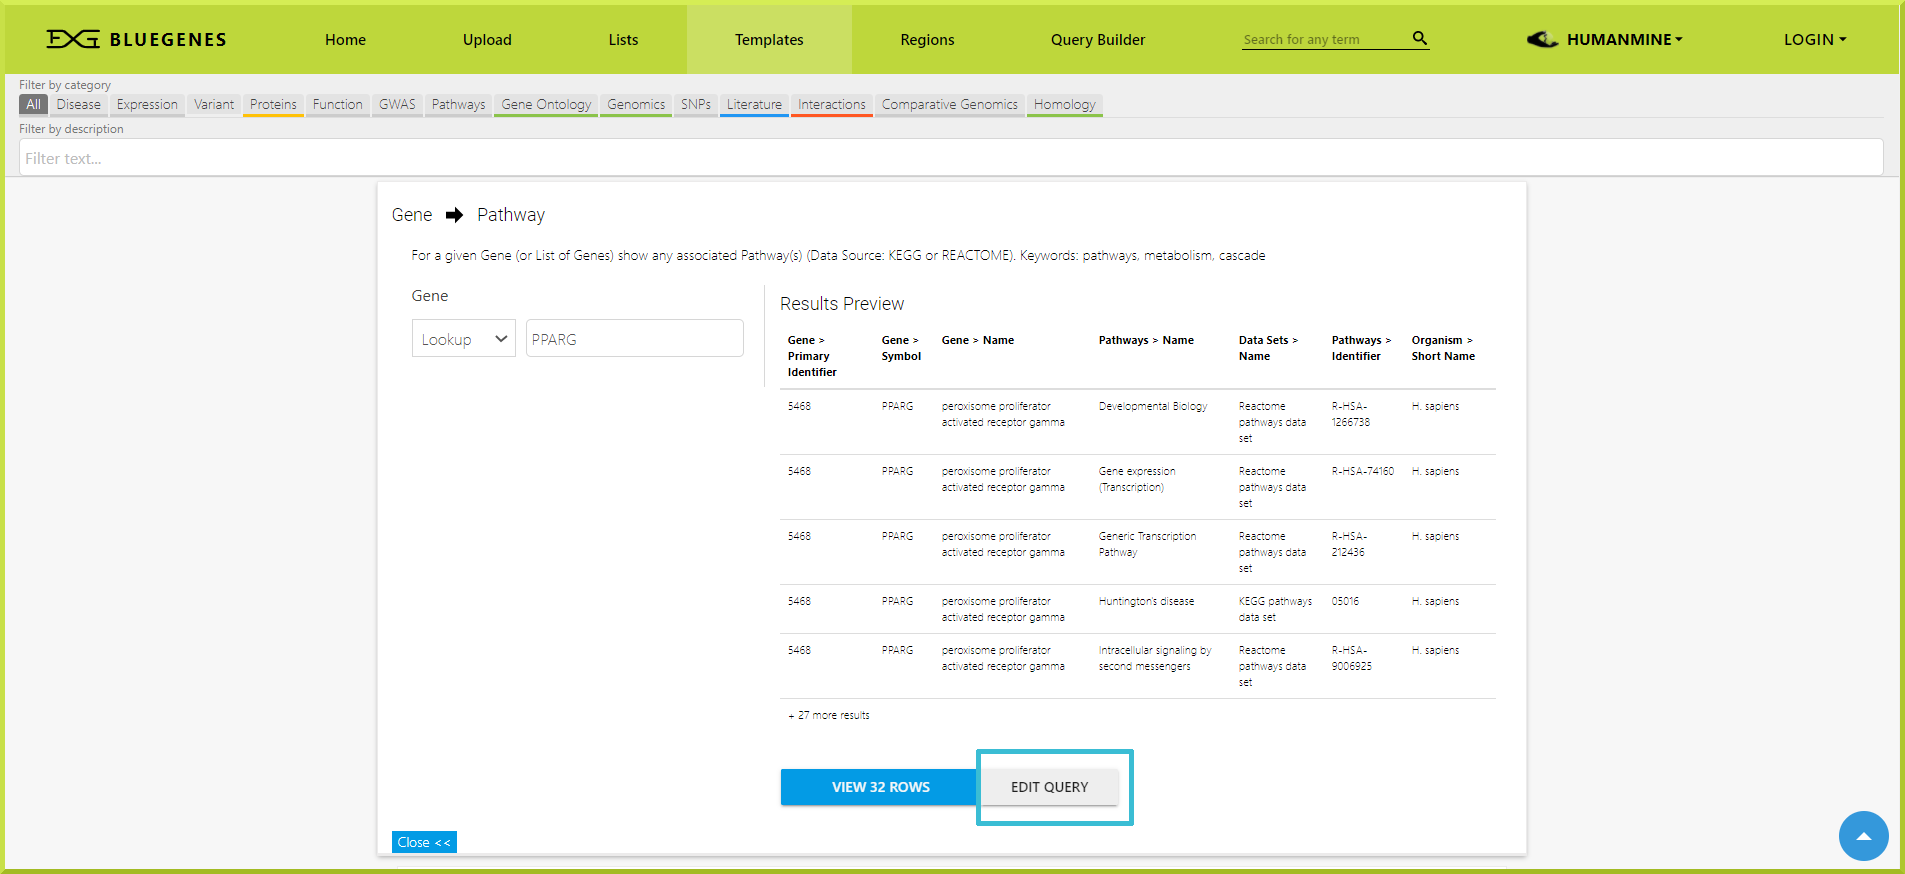 BLUEGENES Home Upload Lists Templates Regions Query Builder Search for any term HUMANMINE LOGIN
Filter by category
All Disease Expression Variant Proteins Function GWAS Pathways Gene Ontology Genomics SNPs Literature Interactions Comparative Genomics Homology
Filter by description
Filter text...
Gene Pathway
For a given Gene (or List of Genes) show any associated Pathway(s) (Data Source: KEGG or REACTOME). Keywords: pathways, metabolism, cascade
Gene
Lookup PPARG
Results Preview
Gene > Gene > Gene > Name Pathways > Name Data Sets > Pathways > Organism >
Primary Symbol Name Identifier Short Name
Identifier
5468 PPARG peroxisome proliferator Developmental Biology Reactome R-HSA- H. sapiens
activated receptor gamma pathways data 1266738
set
5468 PPARG peroxisome proliferator Gene expression Reactome R-HSA-74160 H. sapiens
activated receptor gamma (Transcription) pathways data
set
5468 PPARG peroxisome proliferator Generic Transcription Reactome R-HSA- H. sapiens
activated receptor gamma Pathway pathways data 212436
set
5468 PPARG peroxisome proliferator Huntington's disease KEGG pathways 05016 H. sapiens
activated receptor gamma data set
5468 PPARG peroxisome proliferator Intracellular signaling by Reactome R-HSA- H. sapiens
activated receptor gamma second messengers pathways data 9006925
set
+ 27 more results
VIEW 32 ROWS EDIT QUERY
Close <<